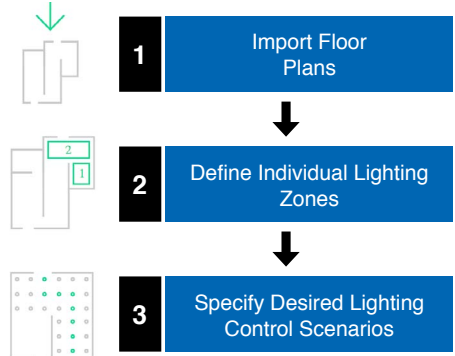 1
Import Floor
Plans
2
1
2
Define Individual Lighting
Zones
3
Specify Desired Lighting
Control Scenarios